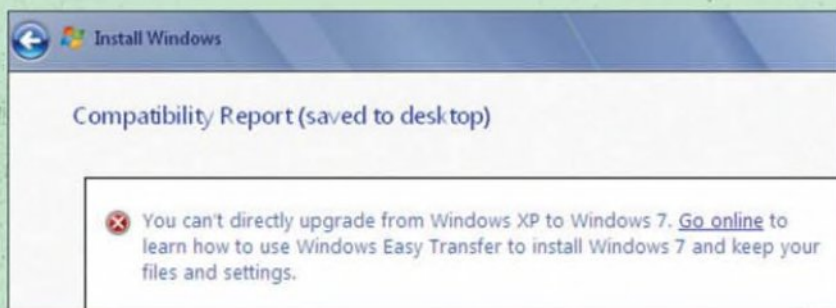 Install Windows
Compatibility Report (saved to desktop)
You can't directly upgrade from Windows XP to Windows 7. Go online to
learn how to use Windows Easy Transfer to install Windows 7 and keep your
files and settings.